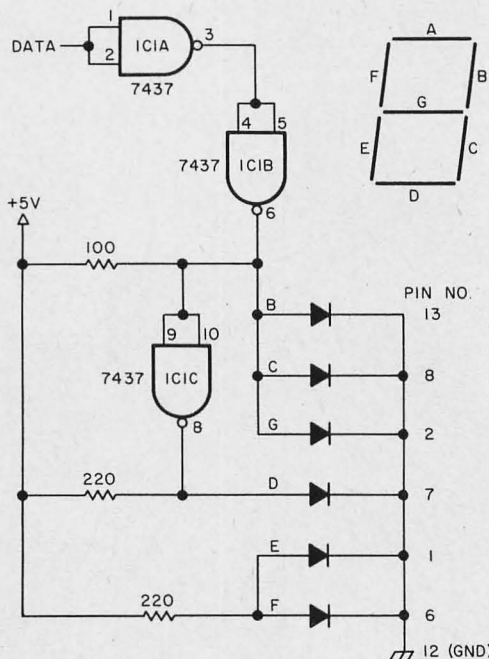 DATA
1
2
IC1A
3
7437
4 5
7437 IC1B
6
A
F B
G
E C
D
+5V
100
9 10
7437 IC1C
8
PIN NO.
B 13
C 8
G 2
220 D 7
E 1
220 F 6
12 (GND)